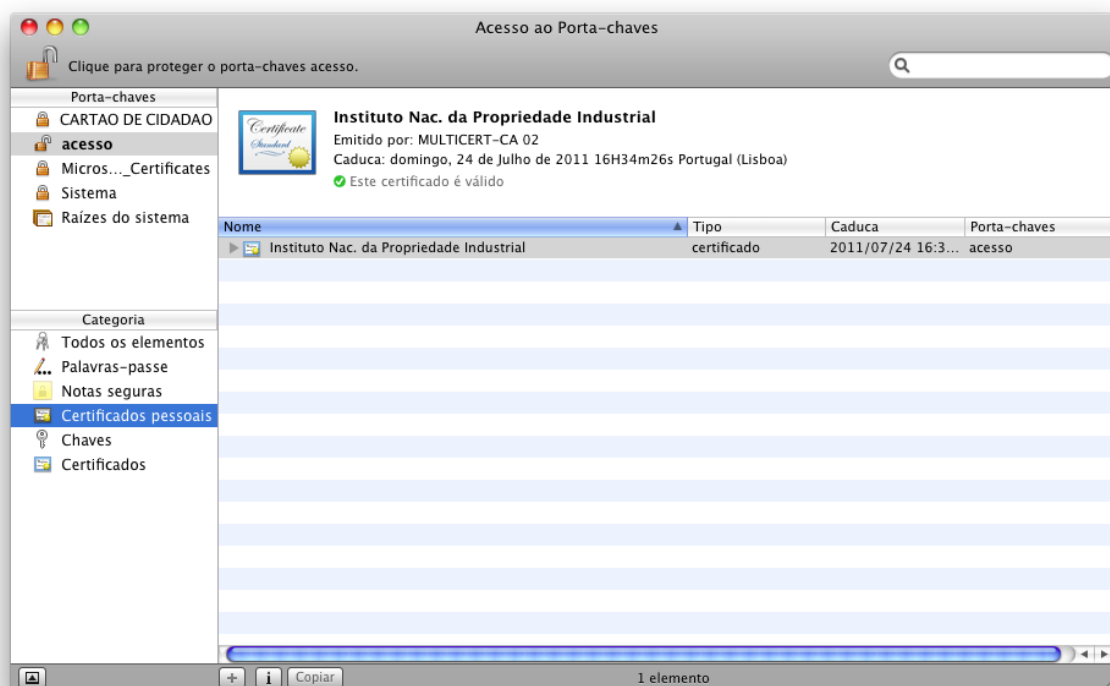 Acesso ao Porta-chaves
Clique para proteger o porta-chaves acesso.
Porta-chaves
CARTAO DE CIDADAO
acesso
Micros..._Certificates
Sistema
Raízes do sistema
Categoria
Todos os elementos
Palavras-passe
Notas seguras
Certificados pessoais
Chaves
Certificados
Certificate
Standard
Instituto Nac. da Propriedade Industrial
Emitido por: MULTICERT-CA 02
Caduca: domingo, 24 de Julho de 2011 16H34m26s Portugal (Lisboa)
Este certificado é válido
Nome Tipo Caduca Porta-chaves
Instituto Nac. da Propriedade Industrial certificado 2011/07/24 16:3... acesso
+ i Copiar 1 elemento